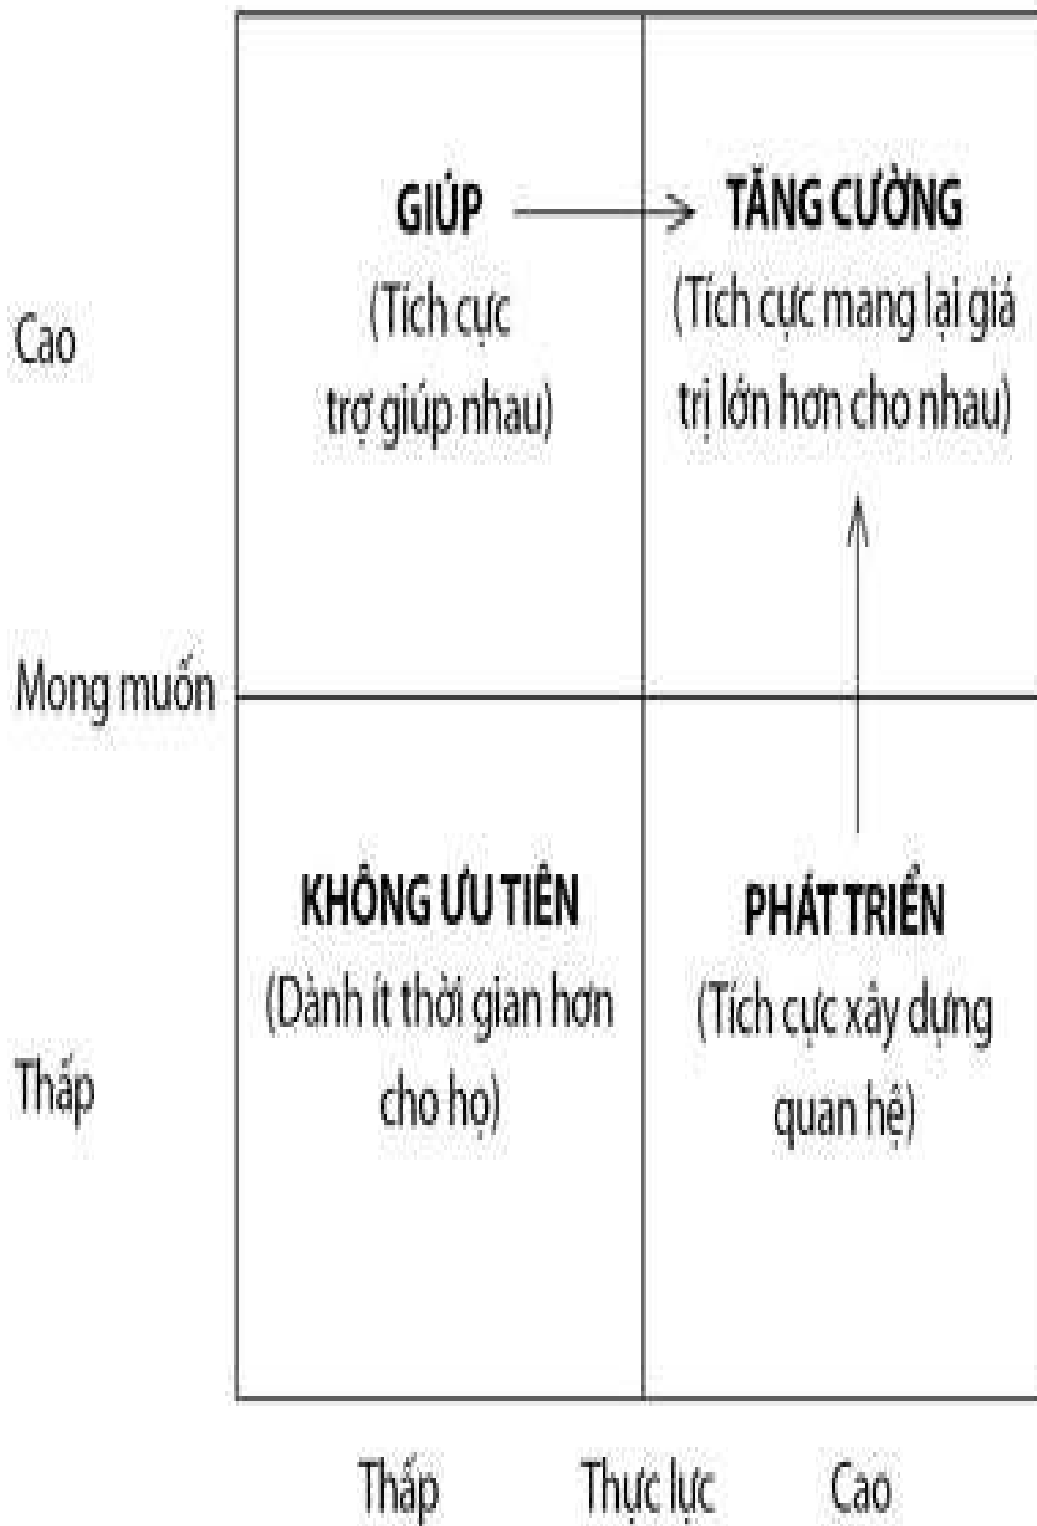 GIÚP
TĂNG CƯỜNG
Cao
(Tích cực
trợ giúp nhau)
(Tích cực mang lại giá
trị lớn hơn cho nhau)
Mong muốn
KHÔNG ƯU TIÊN
PHÁT TRIỂN
Thấp
(Dành ít thời gian hơn
cho họ)
(Tích cực xây dựng
quan hệ)
Thấp
Thực lực
Cao